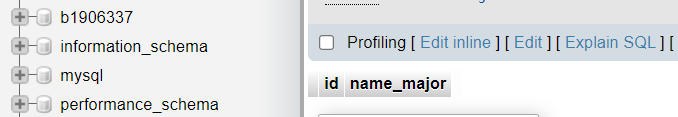 b1906337
information_schema
mysql
performance_schema
Profiling [ Edit inline ] [ Edit ] [ Explain SQL ] [
id name_major